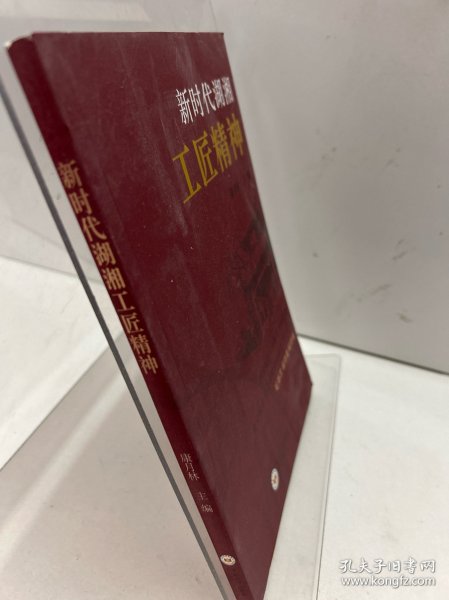 新时代湖湘
工匠精神
新时代湖湘工匠精神
康月林 主编
孔夫子旧书网
www.kongfz.com